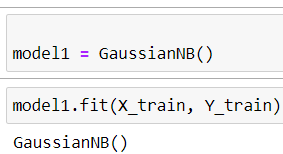 model1 = GaussianNB()
model1.fit(X_train, Y_train)
GaussianNB()